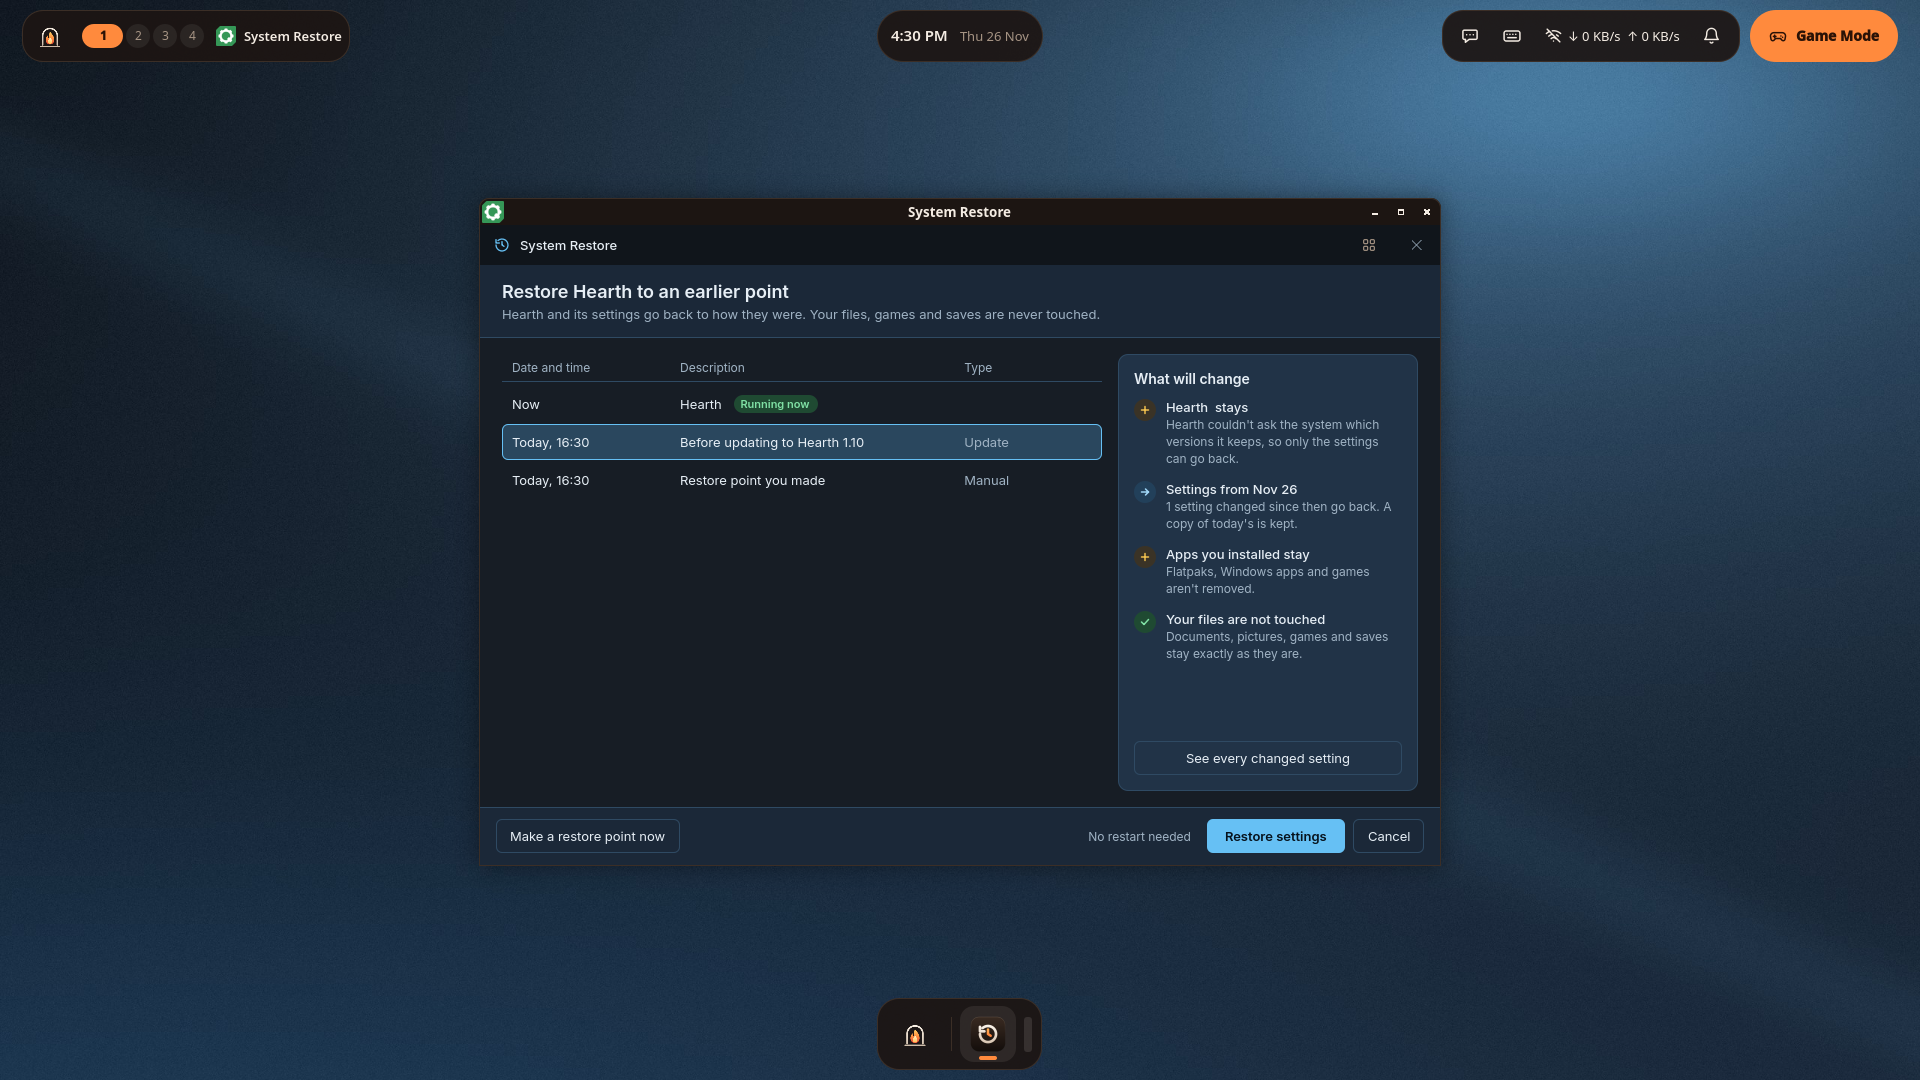 1 2 3 4 System Restore
4:30 PM Thu 26 Nov
↓ 0 KB/s ↑ 0 KB/s
Game Mode
System Restore
System Restore
Restore Hearth to an earlier point
Hearth and its settings go back to how they were. Your files, games and saves are never touched.
Date and time Description Type
Now Hearth Running now
Today, 16:30 Before updating to Hearth 1.10 Update
Today, 16:30 Restore point you made Manual
What will change
Hearth  stays
Hearth couldn't ask the system which
versions it keeps, so only the settings
can go back.
Settings from Nov 26
1 setting changed since then go back. A
copy of today's is kept.
Apps you installed stay
Flatpaks, Windows apps and games
aren't removed.
Your files are not touched
Documents, pictures, games and saves
stay exactly as they are.
See every changed setting
Make a restore point now
No restart needed
Restore settings
Cancel